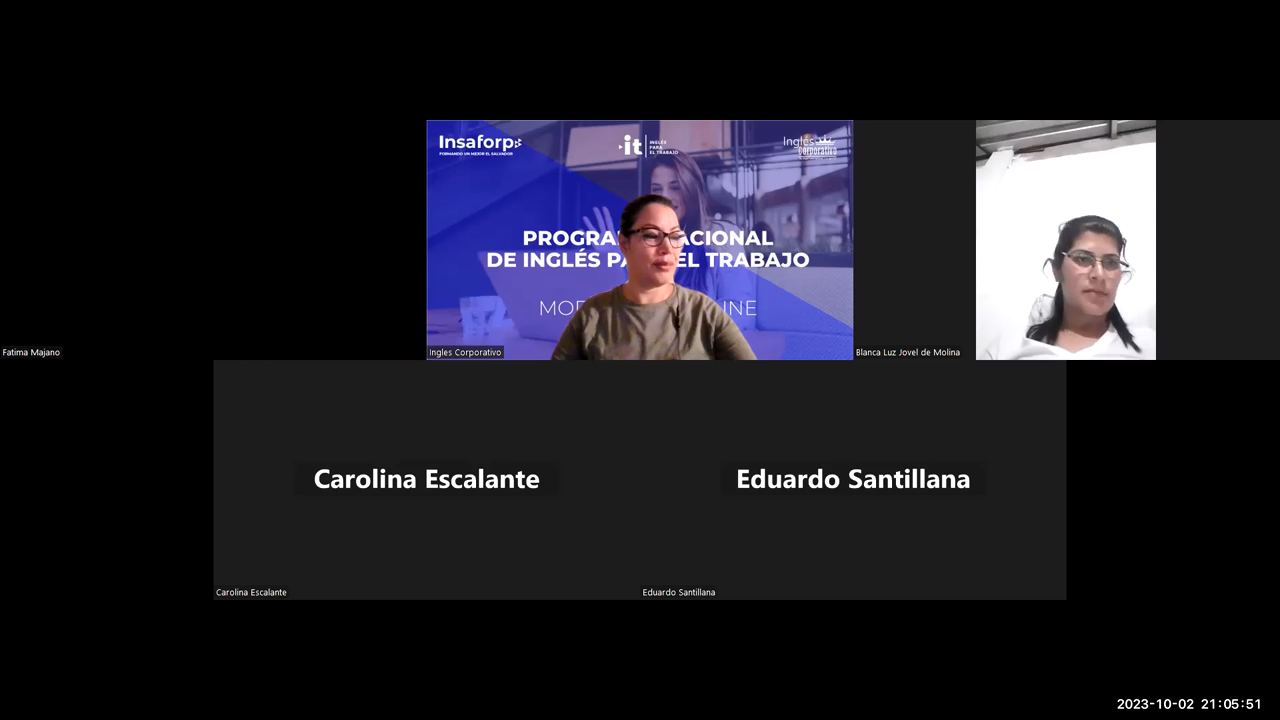 Insaforp
FORMANDO UN MEJOR EL SALVADOR
it
INGLÉS
PARA
EL TRABAJO
Inglés
corporativo
PROGRA ACIONAL
DE INGLÉS PA EL TRABAJO
MOD INE
Fatima Majano
Ingles Corporativo
Blanca Luz Jovel de Molina
Carolina Escalante
Eduardo Santillana
Carolina Escalante
Eduardo Santillana
2023-10-02 21:05:51